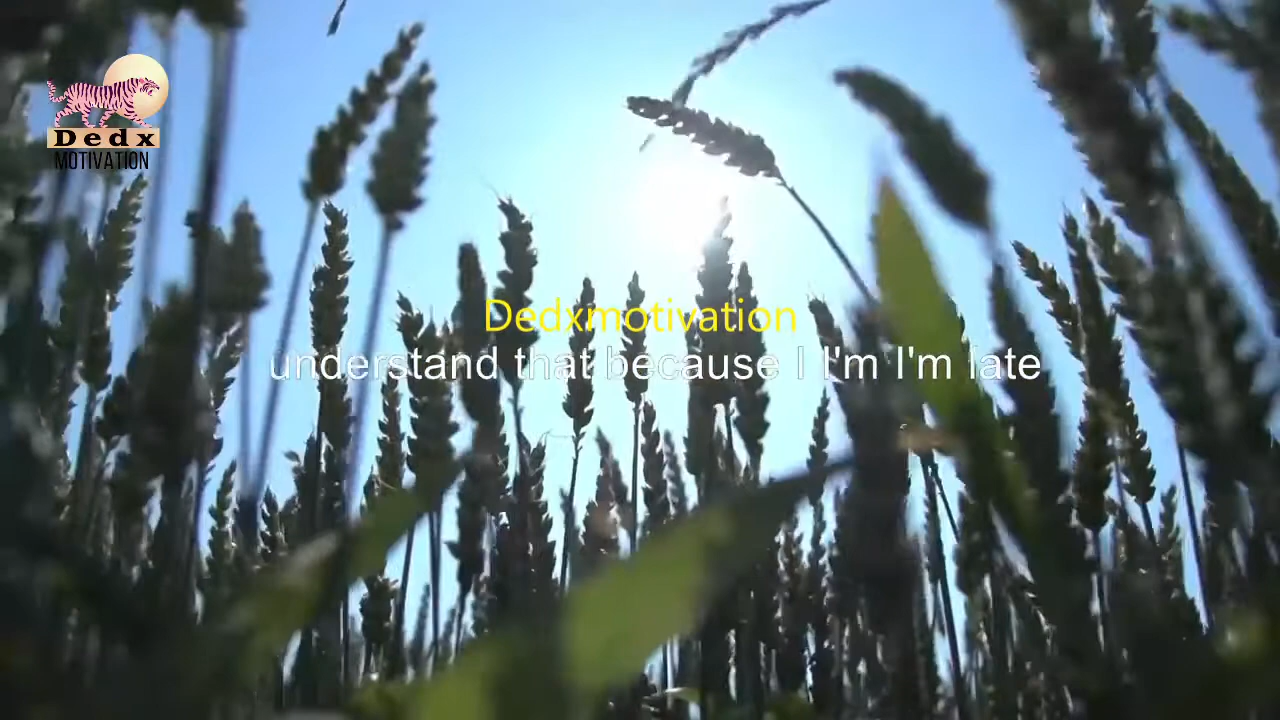 Dedx
MOTIVATION
Dedxmotivation
understand that because I I'm I'm late